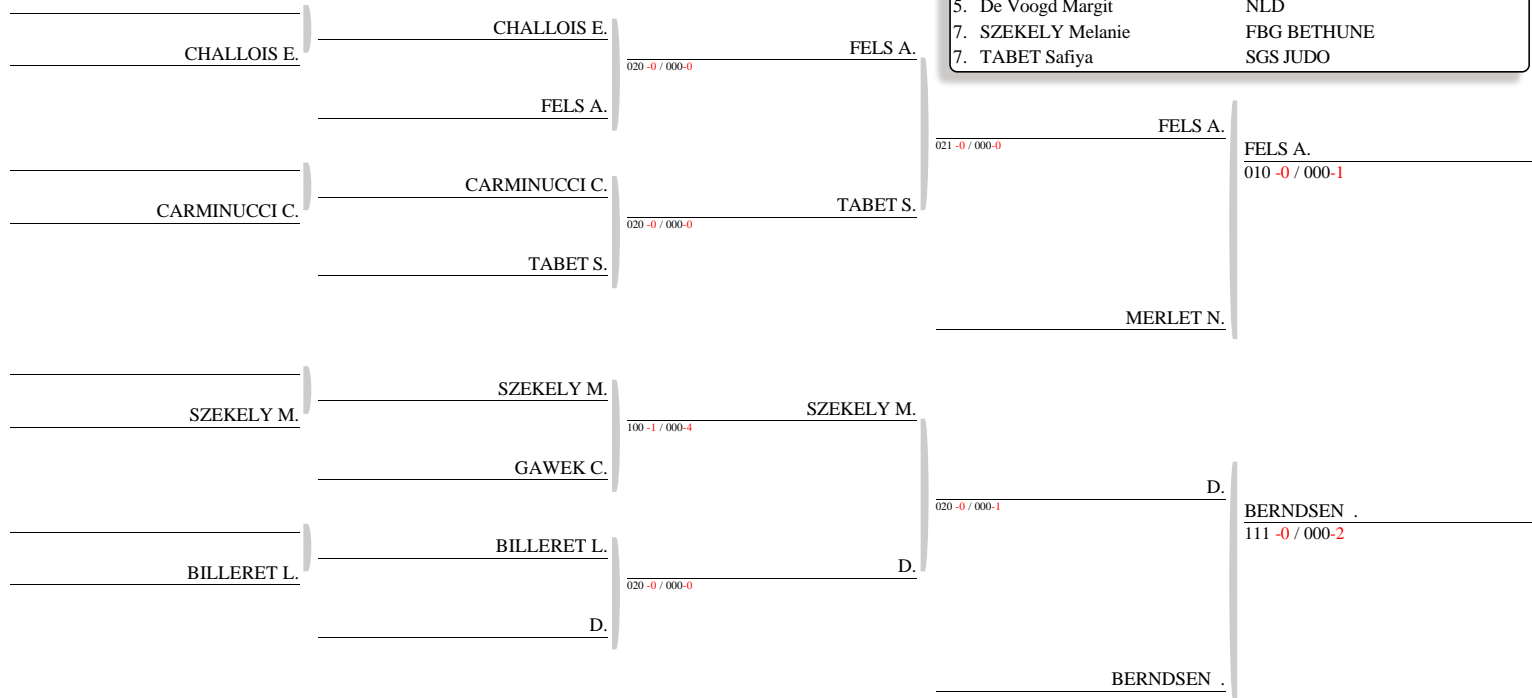 5. De Voogd Margit NLD
7. SZEKELY Melanie FBG BETHUNE
7. TABET Safiya SGS JUDO
CHALLOIS E.
CHALLOIS E.
FELS A.
020 -0 / 000-0
FELS A.
FELS A.
021 -0 / 000-0
FELS A.
010 -0 / 000-1
CARMINUCCI C.
CARMINUCCI C.
TABET S.
020 -0 / 000-0
TABET S.
MERLET N.
SZEKELY M.
SZEKELY M.
SZEKELY M.
100 -1 / 000-4
GAWEK C.
D.
020 -0 / 000-1
BERNDSEN .
111 -0 / 000-2
BILLERET L.
BILLERET L.
D.
020 -0 / 000-0
D.
BERNDSEN .